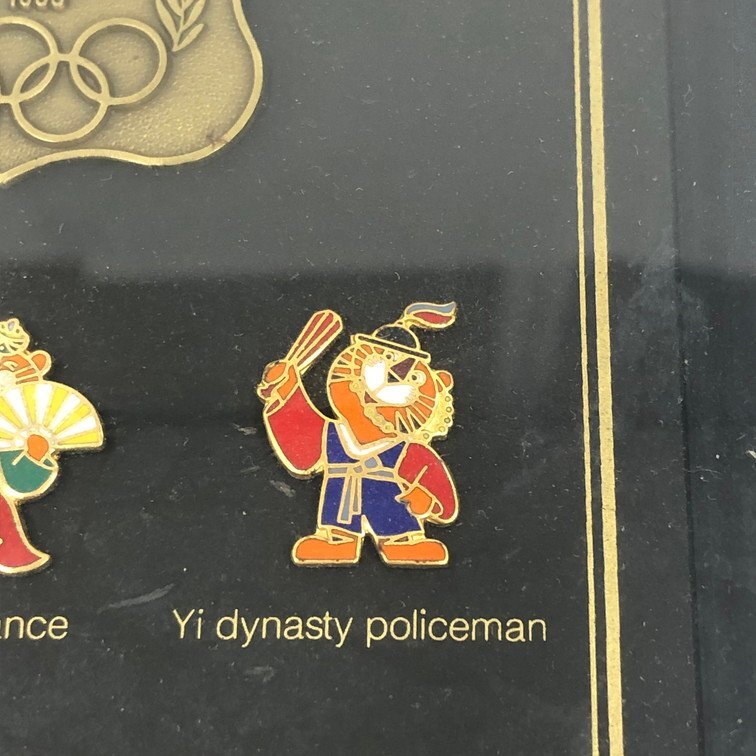 ance
Yi dynasty policeman